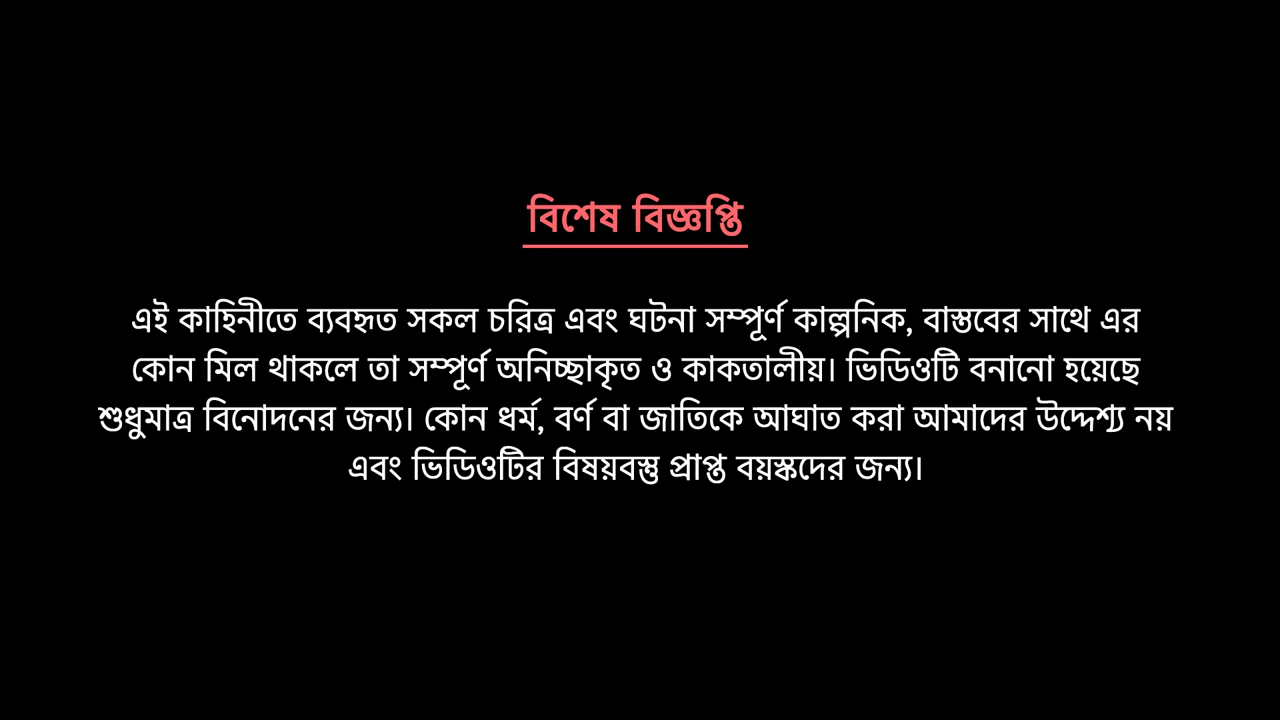 বিশেষ বিজ্ঞপ্তি
এই কাহিনীতে ব্যবহৃত সকল চরিত্র এবং ঘটনা সম্পূর্ণ কাল্পনিক, বাস্তবের সাথে এর
কোন মিল থাকলে তা সম্পূর্ণ অনিচ্ছাকৃত ও কাকতালীয়। ভিডিওটি বনানো হয়েছে
শুধুমাত্র বিনোদনের জন্য। কোন ধর্ম, বর্ণ বা জাতিকে আঘাত করা আমাদের উদ্দেশ্য নয়
এবং ভিডিওটির বিষয়বস্তু প্রাপ্ত বয়স্কদের জন্য।